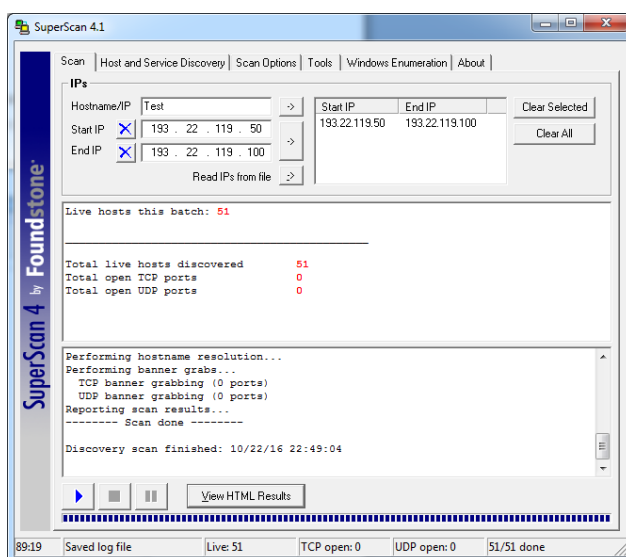 SuperScan 4.1
Scan Host and Service Discovery Scan Options Tools Windows Enumeration About
IPs
Hostname/IP Test -> Start IP End IP Clear Selected
Start IP X 193 . 22 . 119 . 50 -> 193.22.119.50 193.22.119.100 Clear All
End IP X 193 . 22 . 119 . 100
Read IPs from file ->
SuperScan 4 by Foundstone
Live hosts this batch: 51
Total live hosts discovered 51
Total open TCP ports 0
Total open UDP ports 0
Performing hostname resolution...
Performing banner grabs...
TCP banner grabbing (0 ports)
UDP banner grabbing (0 ports)
Reporting scan results...
-------- Scan done --------
Discovery scan finished: 10/22/16 22:49:04
View HTML Results
89:19 Saved log file Live: 51 TCP open: 0 UDP open: 0 51/51 done